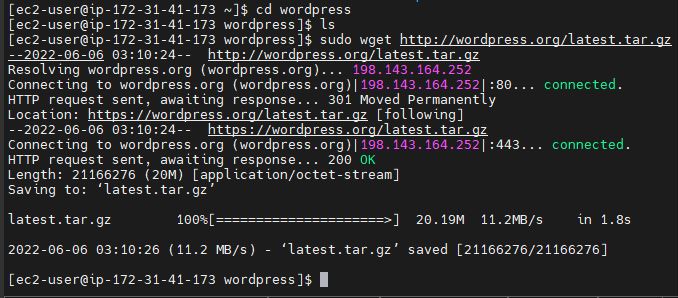 [ec2-user@ip-172-31-41-173 ~]$ cd wordpress
[ec2-user@ip-172-31-41-173 wordpress]$ ls
[ec2-user@ip-172-31-41-173 wordpress]$ sudo wget http://wordpress.org/latest.tar.gz
--2022-06-06 03:10:24--  http://wordpress.org/latest.tar.gz
Resolving wordpress.org (wordpress.org)... 198.143.164.252
Connecting to wordpress.org (wordpress.org)|198.143.164.252|:80... connected.
HTTP request sent, awaiting response... 301 Moved Permanently
Location: https://wordpress.org/latest.tar.gz [following]
--2022-06-06 03:10:24--  https://wordpress.org/latest.tar.gz
Connecting to wordpress.org (wordpress.org)|198.143.164.252|:443... connected.
HTTP request sent, awaiting response... 200 OK
Length: 21166276 (20M) [application/octet-stream]
Saving to: ‘latest.tar.gz’
latest.tar.gz       100%[=====================>]  20.19M  11.2MB/s    in 1.8s
2022-06-06 03:10:26 (11.2 MB/s) - ‘latest.tar.gz’ saved [21166276/21166276]
[ec2-user@ip-172-31-41-173 wordpress]$